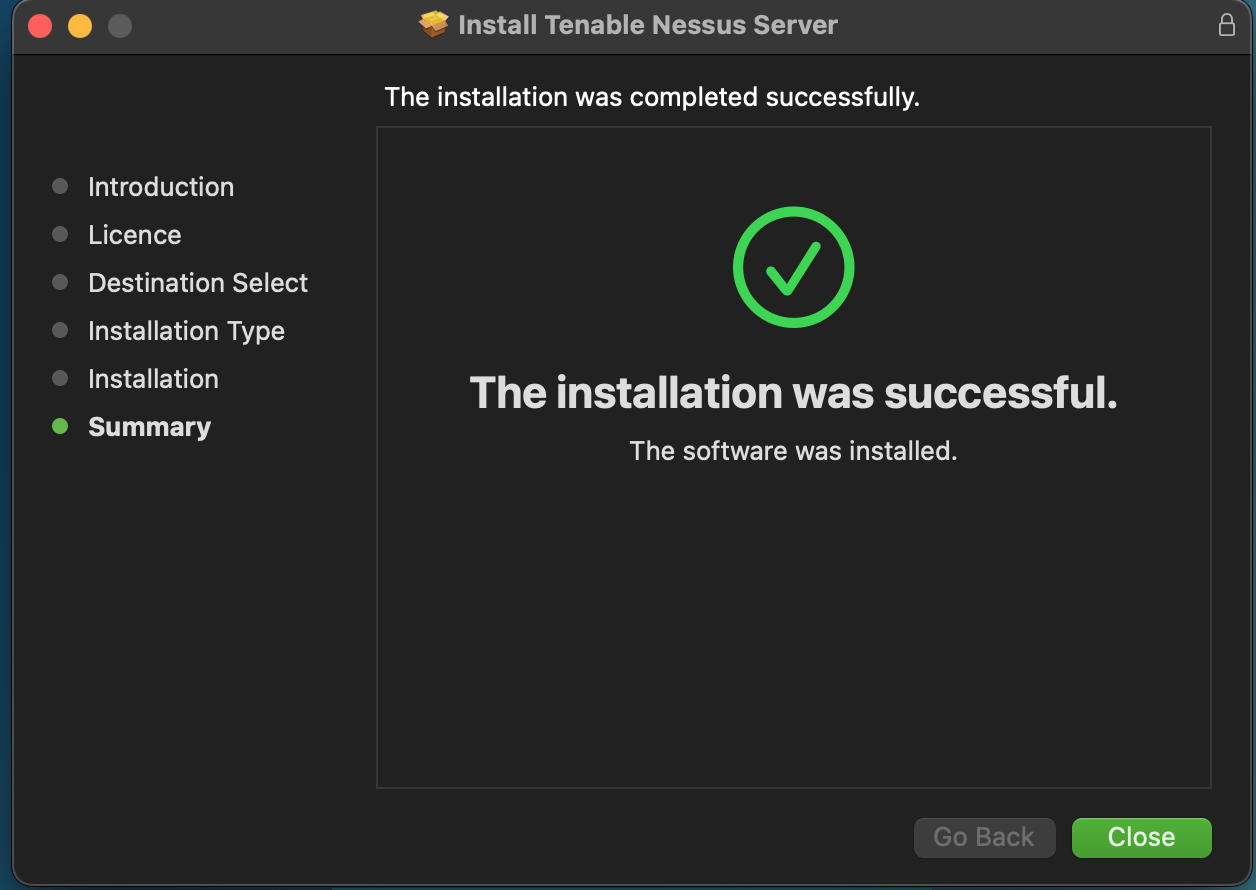 Install Tenable Nessus Server
The installation was completed successfully.
Introduction
Licence
Destination Select
Installation Type
Installation
Summary
The installation was successful.
The software was installed.
Go Back
Close